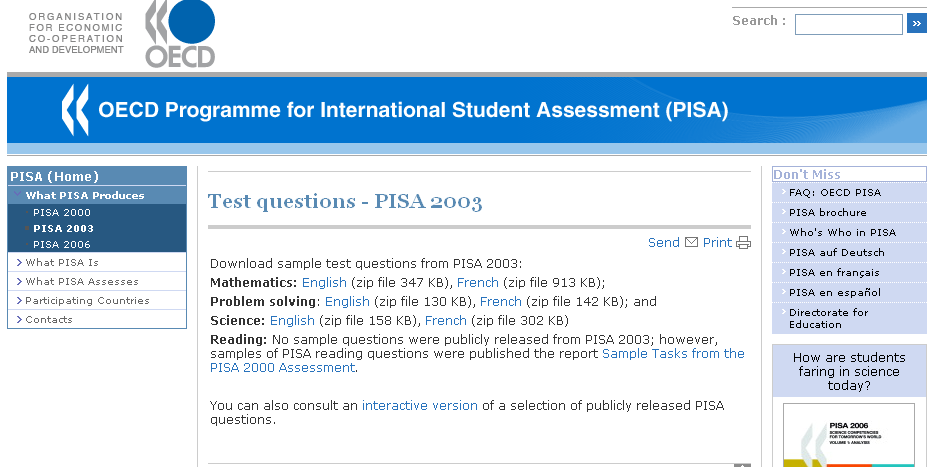 ORGANISATION
FOR ECONOMIC
CO-OPERATION
AND DEVELOPMENT
OECD
Search :
»
OECD Programme for International Student Assessment (PISA)
PISA (Home)
What PISA Produces
PISA 2000
PISA 2003
PISA 2006
What PISA Is
What PISA Assesses
Participating Countries
Contacts
Test questions - PISA 2003
Send Print
Download sample test questions from PISA 2003:
Mathematics: English (zip file 347 KB), French (zip file 913 KB);
Problem solving: English (zip file 130 KB), French (zip file 142 KB); and
Science: English (zip file 158 KB), French (zip file 302 KB)
Reading: No sample questions were publicly released from PISA 2003; however,
samples of PISA reading questions were published the report Sample Tasks from the
PISA 2000 Assessment.
You can also consult an interactive version of a selection of publicly released PISA
questions.
Don't Miss
FAQ: OECD PISA
PISA brochure
Who's Who in PISA
PISA auf Deutsch
PISA en français
PISA en español
Directorate for
Education
How are students
faring in science
today?
PISA 2006
SCIENCE COMPETENCIES
FOR TOMORROW'S WORLD
VOLUME 1: ANALYSIS